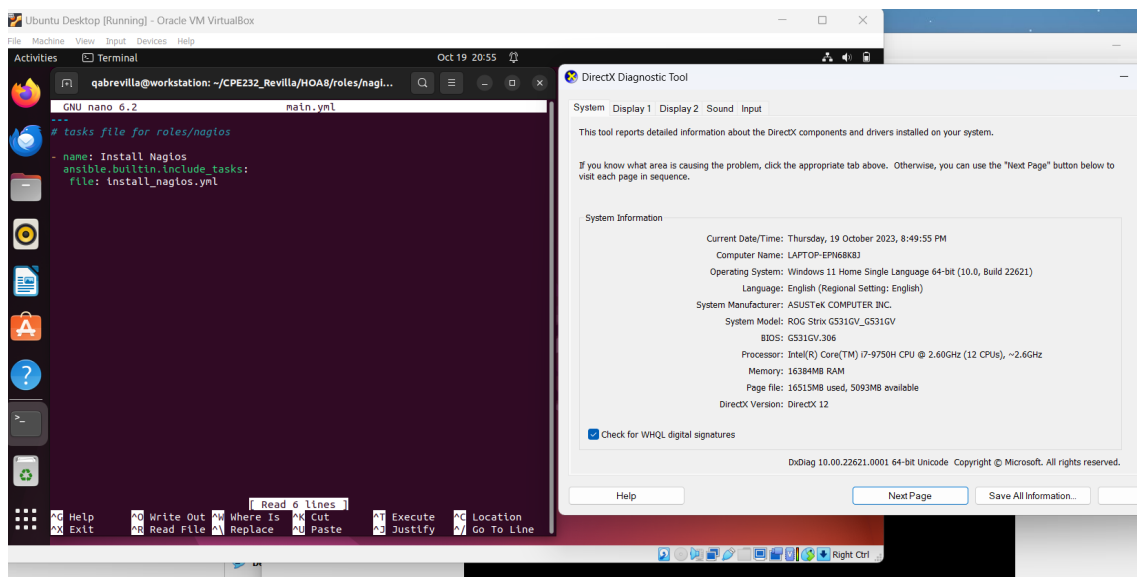 Ubuntu Desktop [Running] - Oracle VM VirtualBox
File Machine View Input Devices Help
Activities Terminal Oct 19 20:55
qabrevilla@workstation: ~/CPE232_Revilla/HOA8/roles/nagi...
GNU nano 6.2 main.yml
---
# tasks file for roles/nagios
- name: Install Nagios
ansible.builtin.include_tasks:
file: install_nagios.yml
[ Read 6 lines ]
^G Help ^O Write Out ^W Where Is ^K Cut ^T Execute ^C Location
^X Exit ^R Read File ^\ Replace ^U Paste ^J Justify ^/ Go To Line
Right Ctrl
DirectX Diagnostic Tool
System Display 1 Display 2 Sound Input
This tool reports detailed information about the DirectX components and drivers installed on your system.
If you know what area is causing the problem, click the appropriate tab above. Otherwise, you can use the "Next Page" button below to
visit each page in sequence.
System Information
Current Date/Time: Thursday, 19 October 2023, 8:49:55 PM
Computer Name: LAPTOP-EPN68K8J
Operating System: Windows 11 Home Single Language 64-bit (10.0, Build 22621)
Language: English (Regional Setting: English)
System Manufacturer: ASUSTeK COMPUTER INC.
System Model: ROG Strix G531GV_G531GV
BIOS: G531GV.306
Processor: Intel(R) Core(TM) i7-9750H CPU @ 2.60GHz (12 CPUs), ~2.6GHz
Memory: 16384MB RAM
Page file: 16515MB used, 5093MB available
DirectX Version: DirectX 12
Check for WHQL digital signatures
DxDiag 10.00.22621.0001 64-bit Unicode Copyright © Microsoft. All rights reserved.
Help Next Page Save All Information...